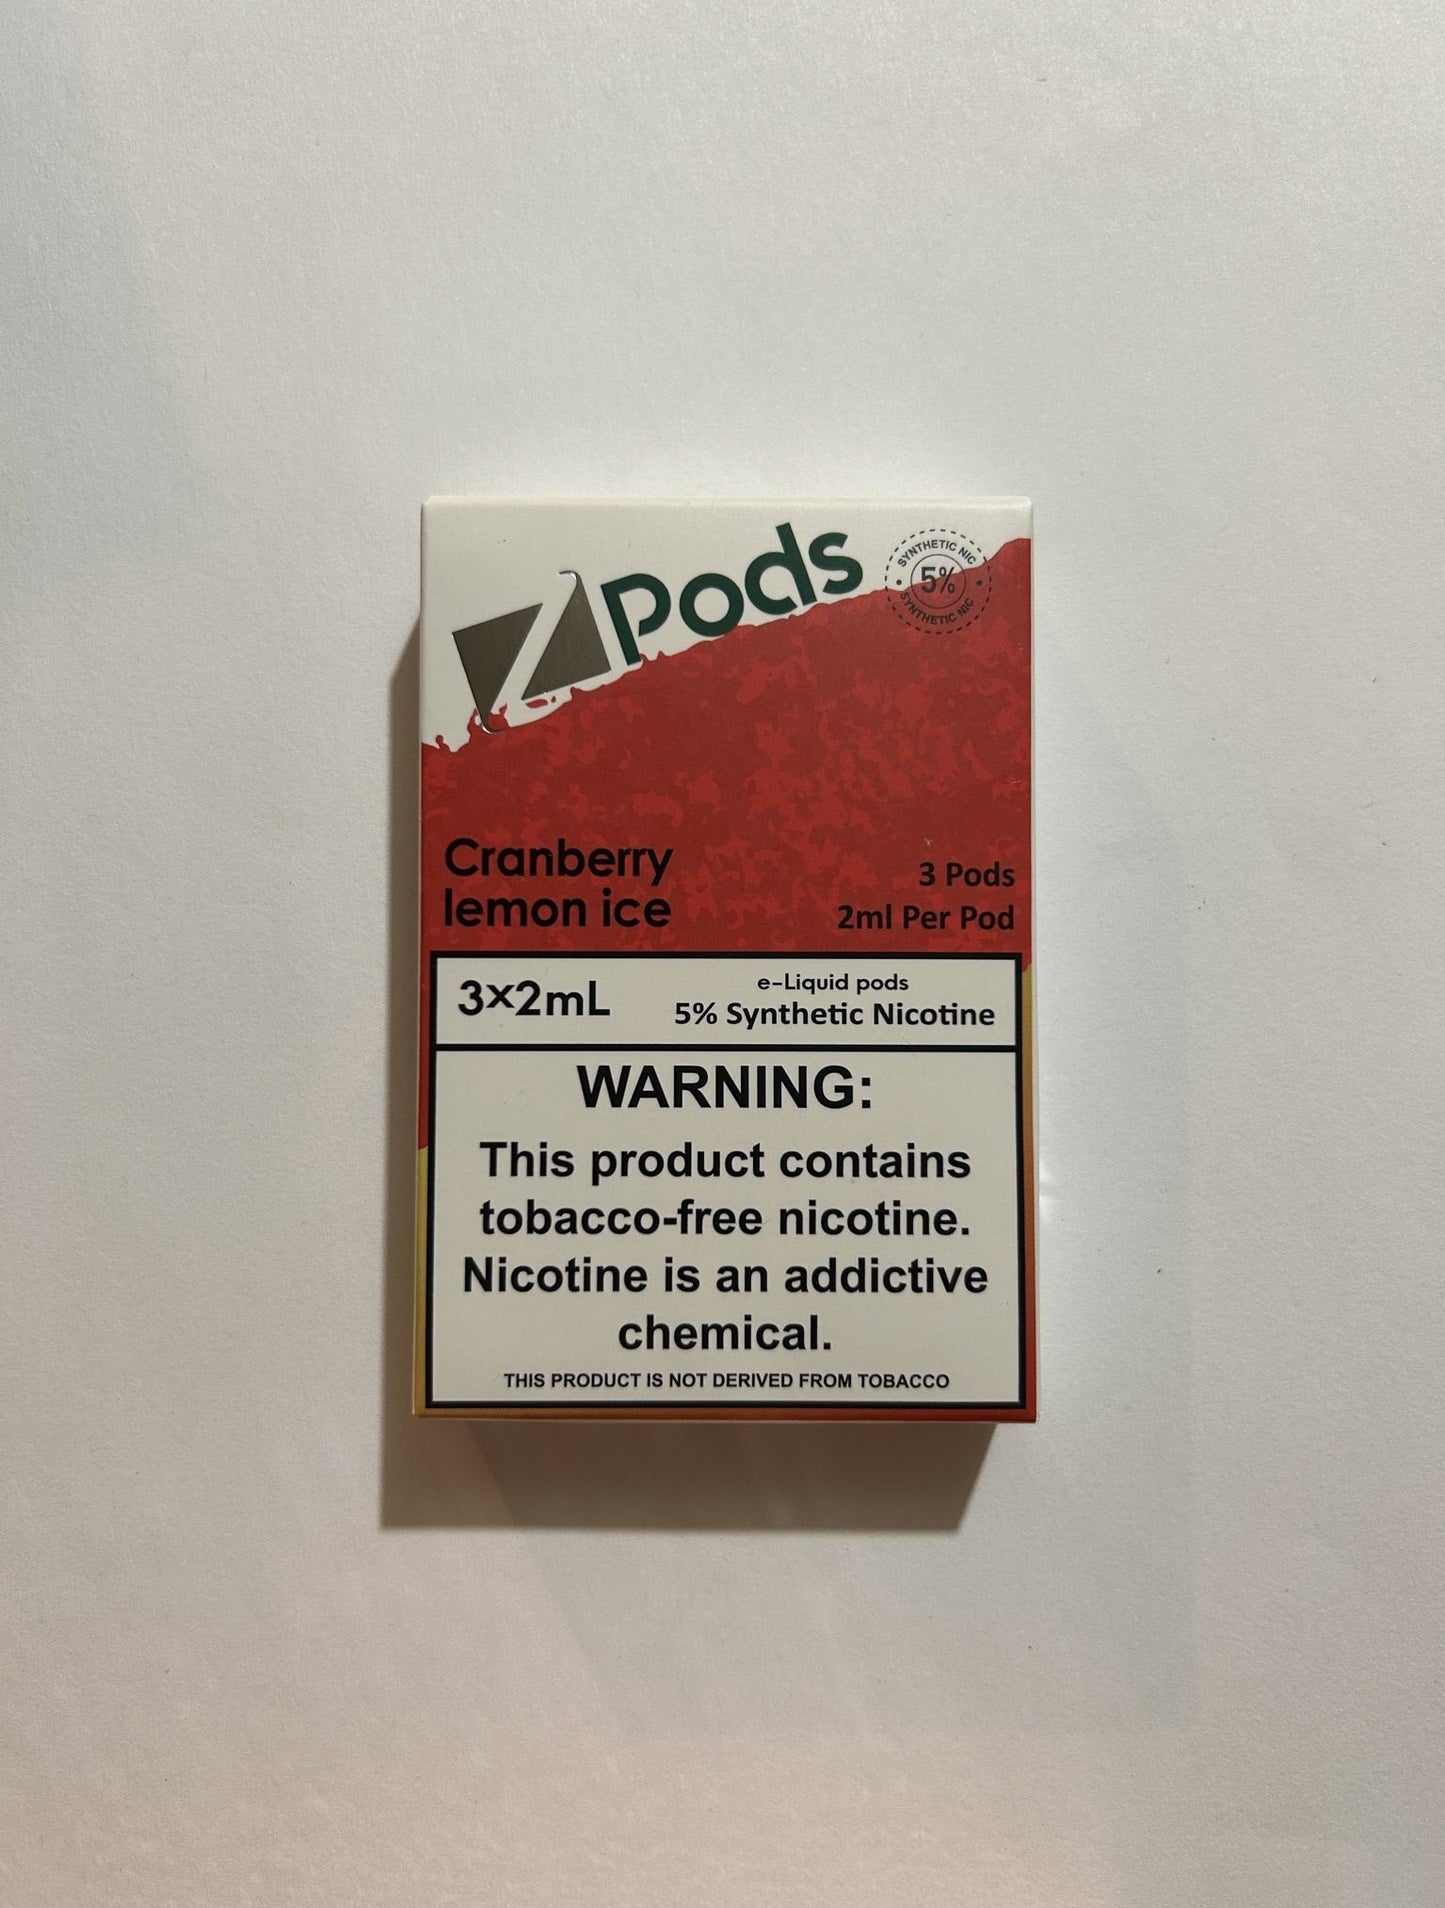 Z Pods
SYNTHETIC NIC
5%
SYNTHETIC NIC
Cranberry
lemon ice
3 Pods
2ml Per Pod
3×2mL
e-Liquid pods
5% Synthetic Nicotine
WARNING:
This product contains
tobacco-free nicotine.
Nicotine is an addictive
chemical.
THIS PRODUCT IS NOT DERIVED FROM TOBACCO